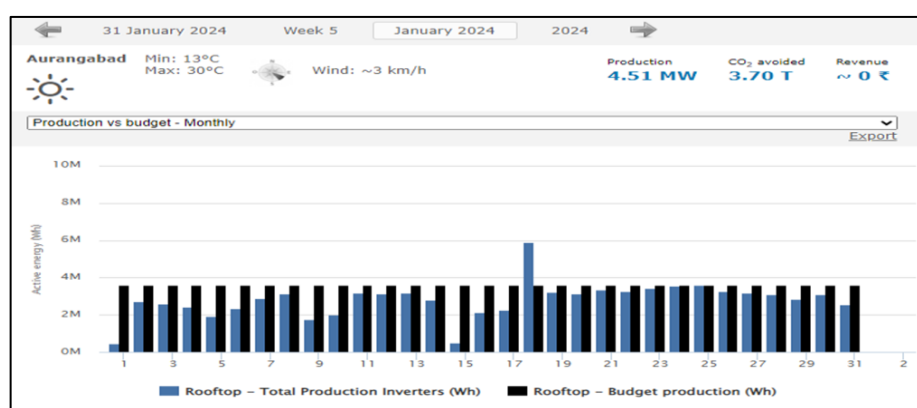 31 January 2024 Week 5 January 2024 2024
Aurangabad Min: 13°C
Max: 30°C Wind: ~3 km/h
Production CO₂ avoided Revenue
4.51 MW 3.70 T ~ 0 ₹
Production vs budget - Monthly
Export
10M
8M
6M
4M
2M
0M
Active energy (Wh)
1 3 5 7 9 11 13 15 17 19 21 23 25 27 29 31 2
Rooftop – Total Production Inverters (Wh) Rooftop – Budget production (Wh)